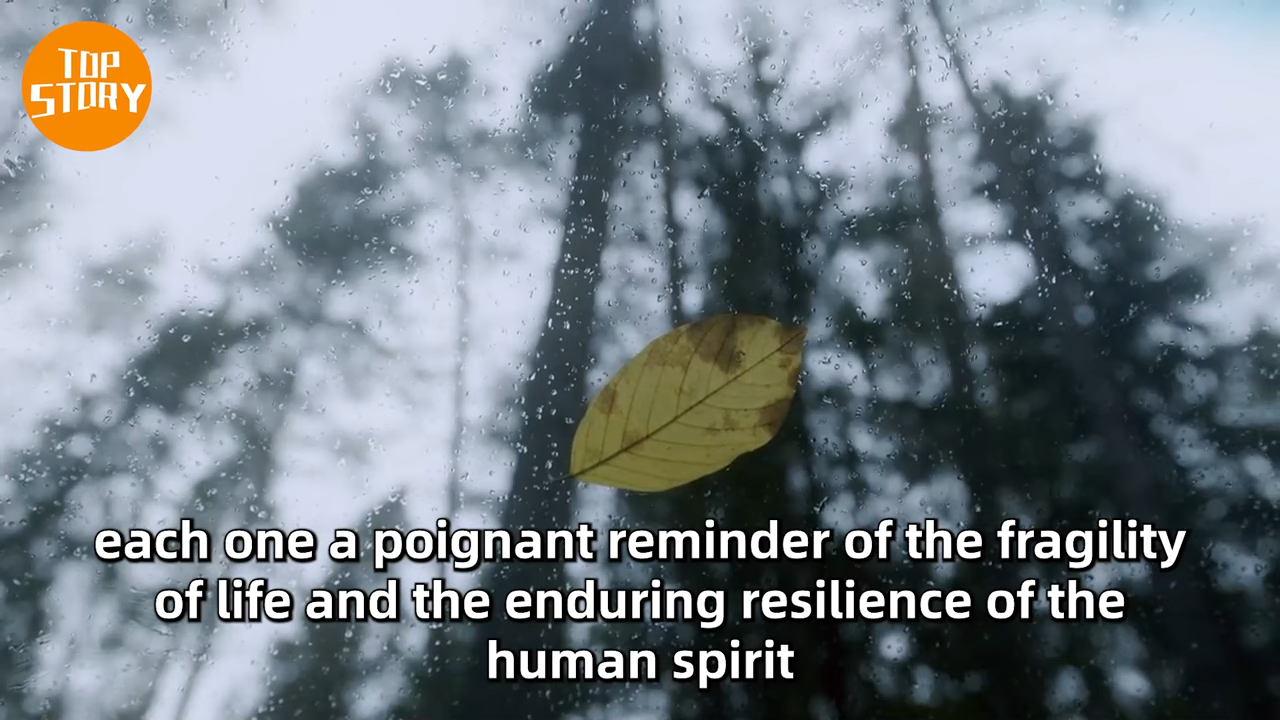 TOP
STORY
each one a poignant reminder of the fragility
of life and the enduring resilience of the
human spirit